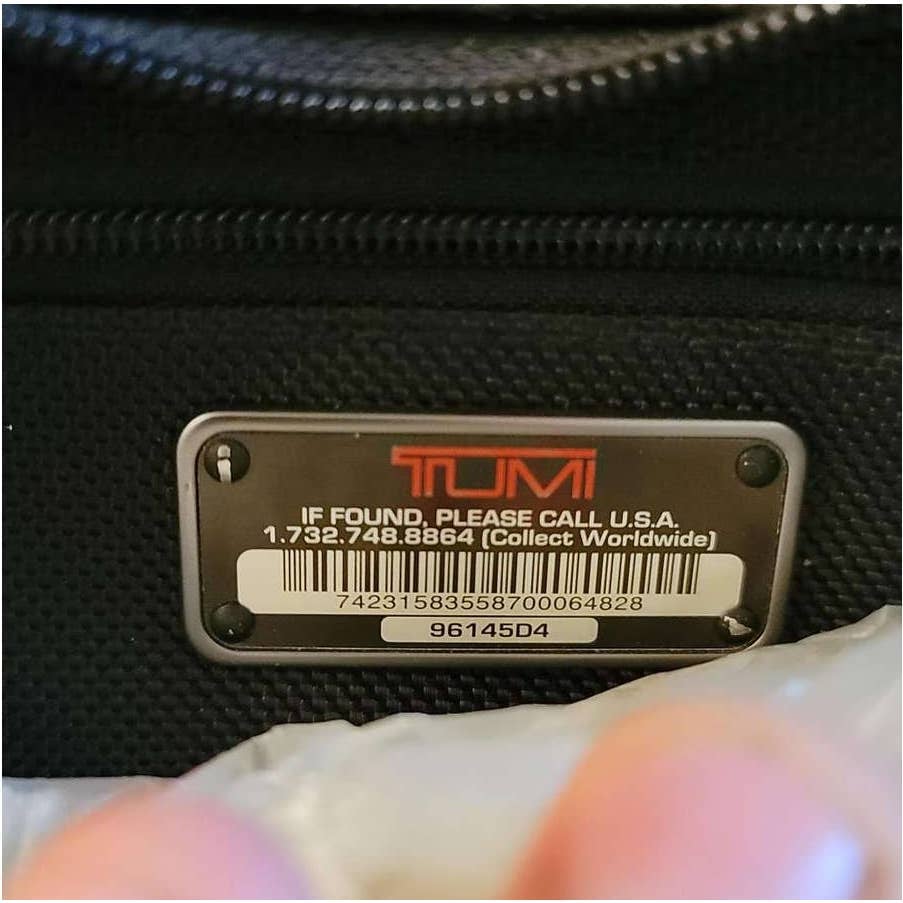 TUMI
IF FOUND, PLEASE CALL U.S.A.
1.732.748.8864 (Collect Worldwide)
74231583558700064828
96145D4